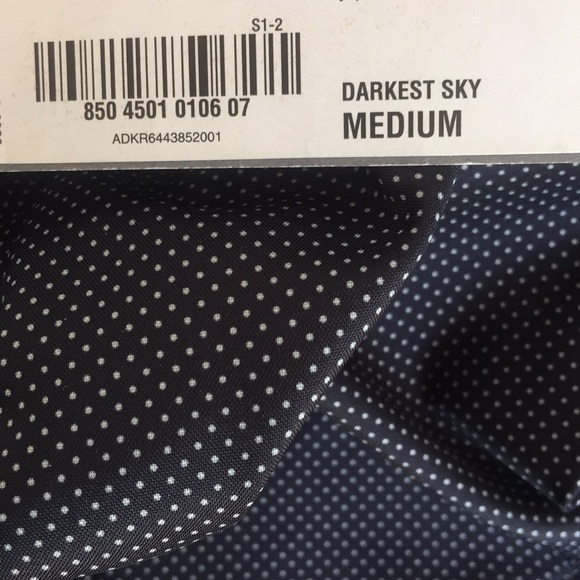 S1-2
850 4501 0106 07
ADKR6443852001
DARKEST SKY
MEDIUM